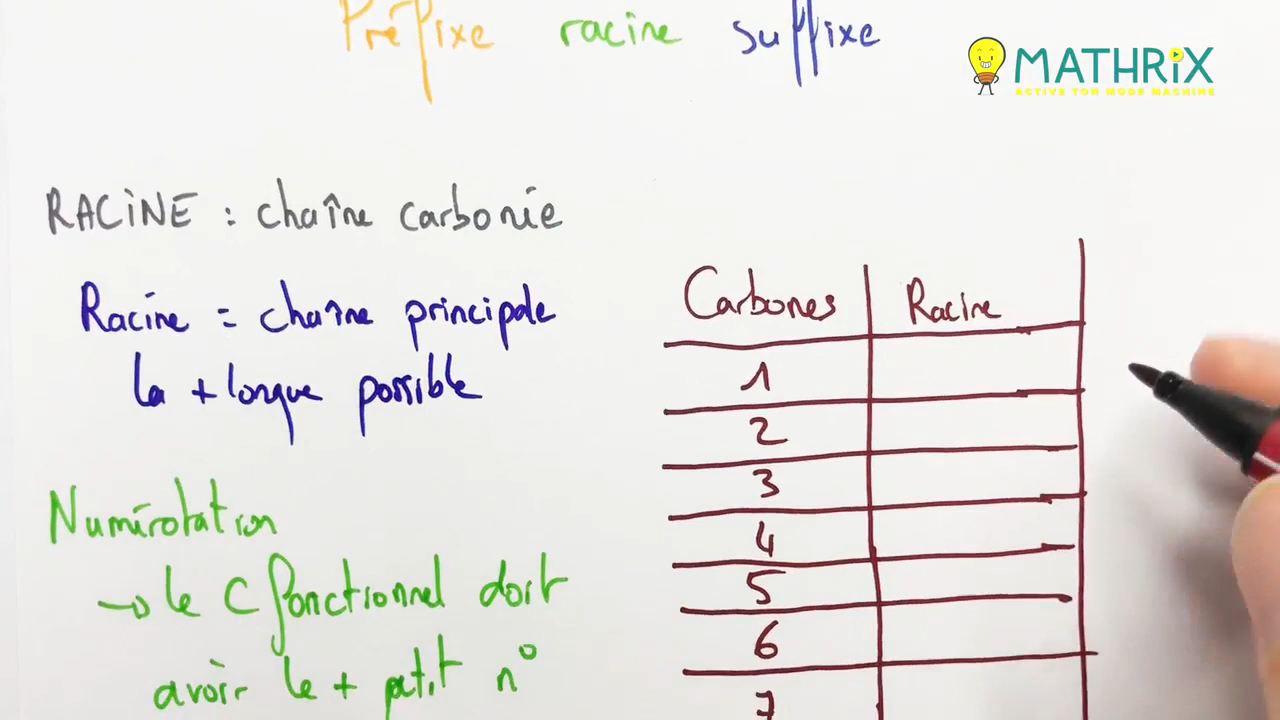 Préfixe racine suffixe
MATHRiX
ACTIVE TON MODE MACHINE
RACINE : chaîne carbonée
Racine = chaîne principale
la + longue possible
Numérotation
→ le C fonctionnel doit
avoir le + petit n°
Carbones Racine
1
2
3
4
5
6
7